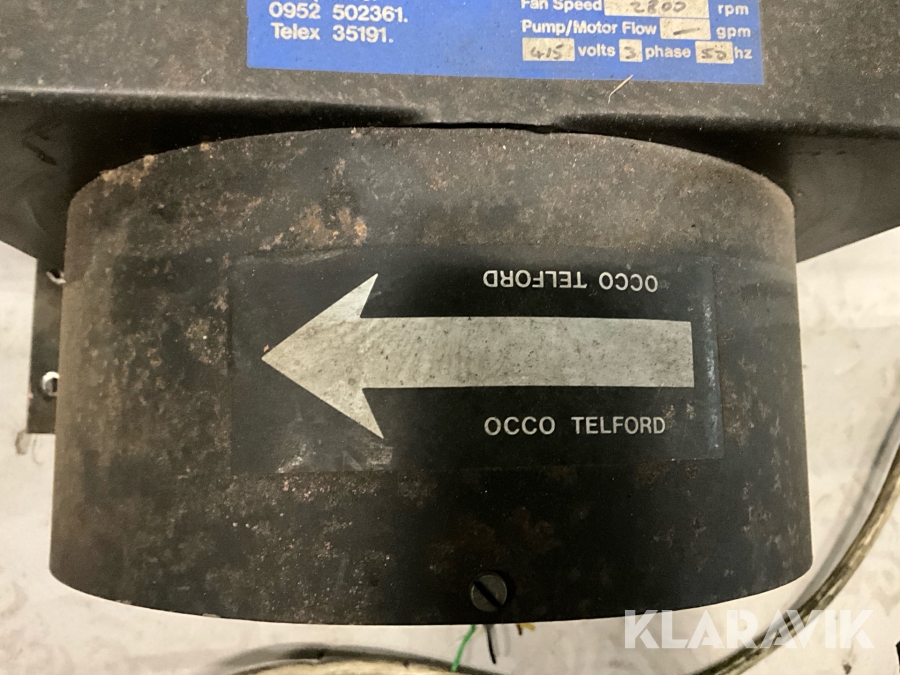 0952 502361.
Telex 35191.
Fan Speed 2800 rpm
Pump/Motor Flow — gpm
415 volts 3 phase 50 hz
OCCO TELFORD
OCCO TELFORD
KLARAVIK